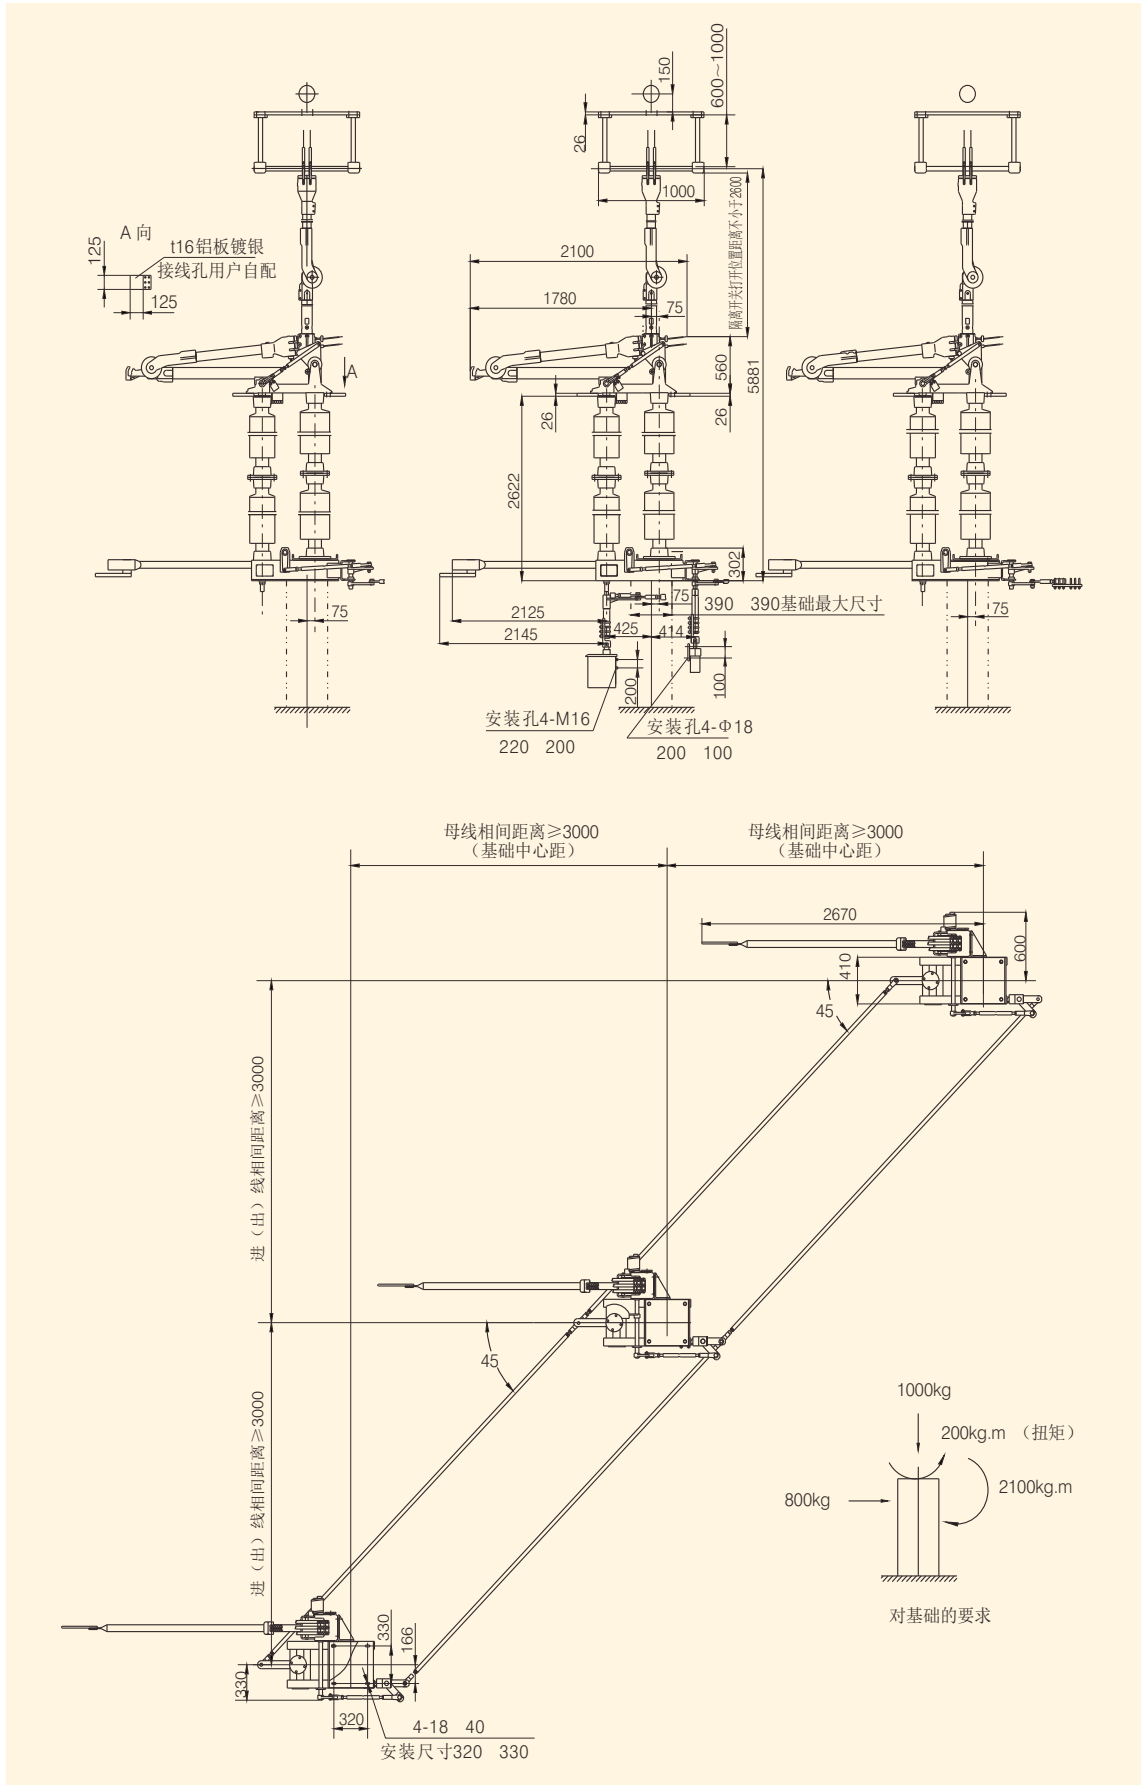 150
600～1000
26
1000
隔离开关打开位置距离不小于2600
A 向
t16铝板镀银
接线孔用户自配
125
125
2100
1780
75
A
560
5881
26
26
2622
302
75
75
390 390基础最大尺寸
75
2125
2145
425
414
200
100
安装孔4-M16
220 200
安装孔4-Φ18
200 100
母线相间距离≥3000
（基础中心距）
母线相间距离≥3000
（基础中心距）
2670
600
410
45
进（出）线相间距离≥3000
45
进（出）线相间距离≥3000
1000kg
200kg.m （扭矩）
800kg
2100kg.m
对基础的要求
330
166
330
320
4-18 40
安装尺寸320 330